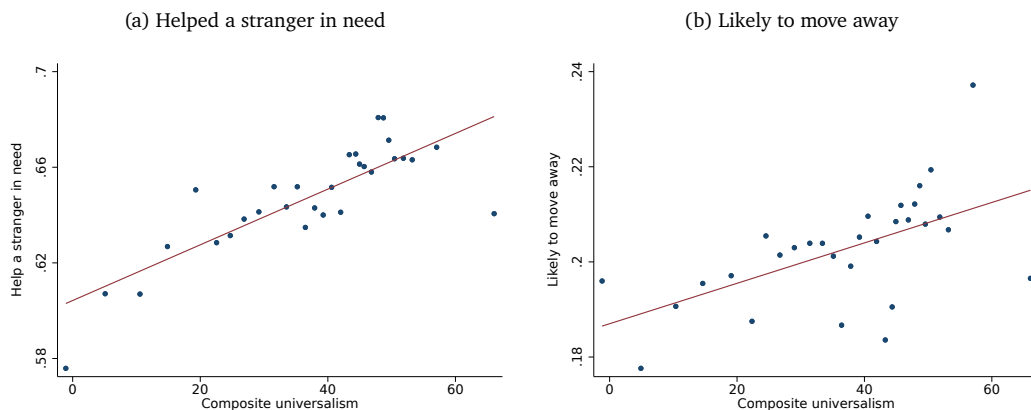 (a) Helped a stranger in need
(b) Likely to move away
Help a stranger in need
.58
.62
.66
.7
0
20
40
60
Composite universalism
Likely to move away
.18
.2
.22
.24
0
20
40
60
Composite universalism